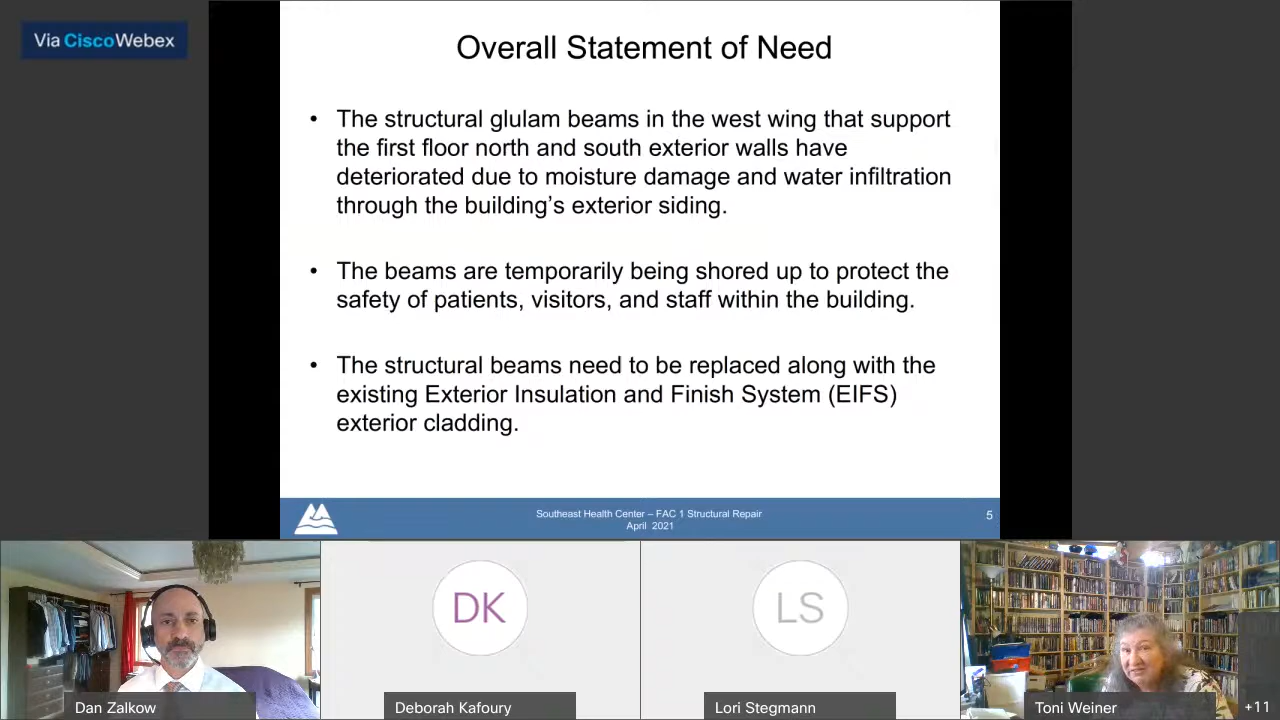 Via CiscoWebex
Overall Statement of Need
• The structural glulam beams in the west wing that support
the first floor north and south exterior walls have
deteriorated due to moisture damage and water infiltration
through the building’s exterior siding.
• The beams are temporarily being shored up to protect the
safety of patients, visitors, and staff within the building.
• The structural beams need to be replaced along with the
existing Exterior Insulation and Finish System (EIFS)
exterior cladding.
Southeast Health Center – FAC 1 Structural Repair
April 2021
5
DK
LS
Dan Zalkow
Deborah Kafoury
Lori Stegmann
Toni Weiner
+11